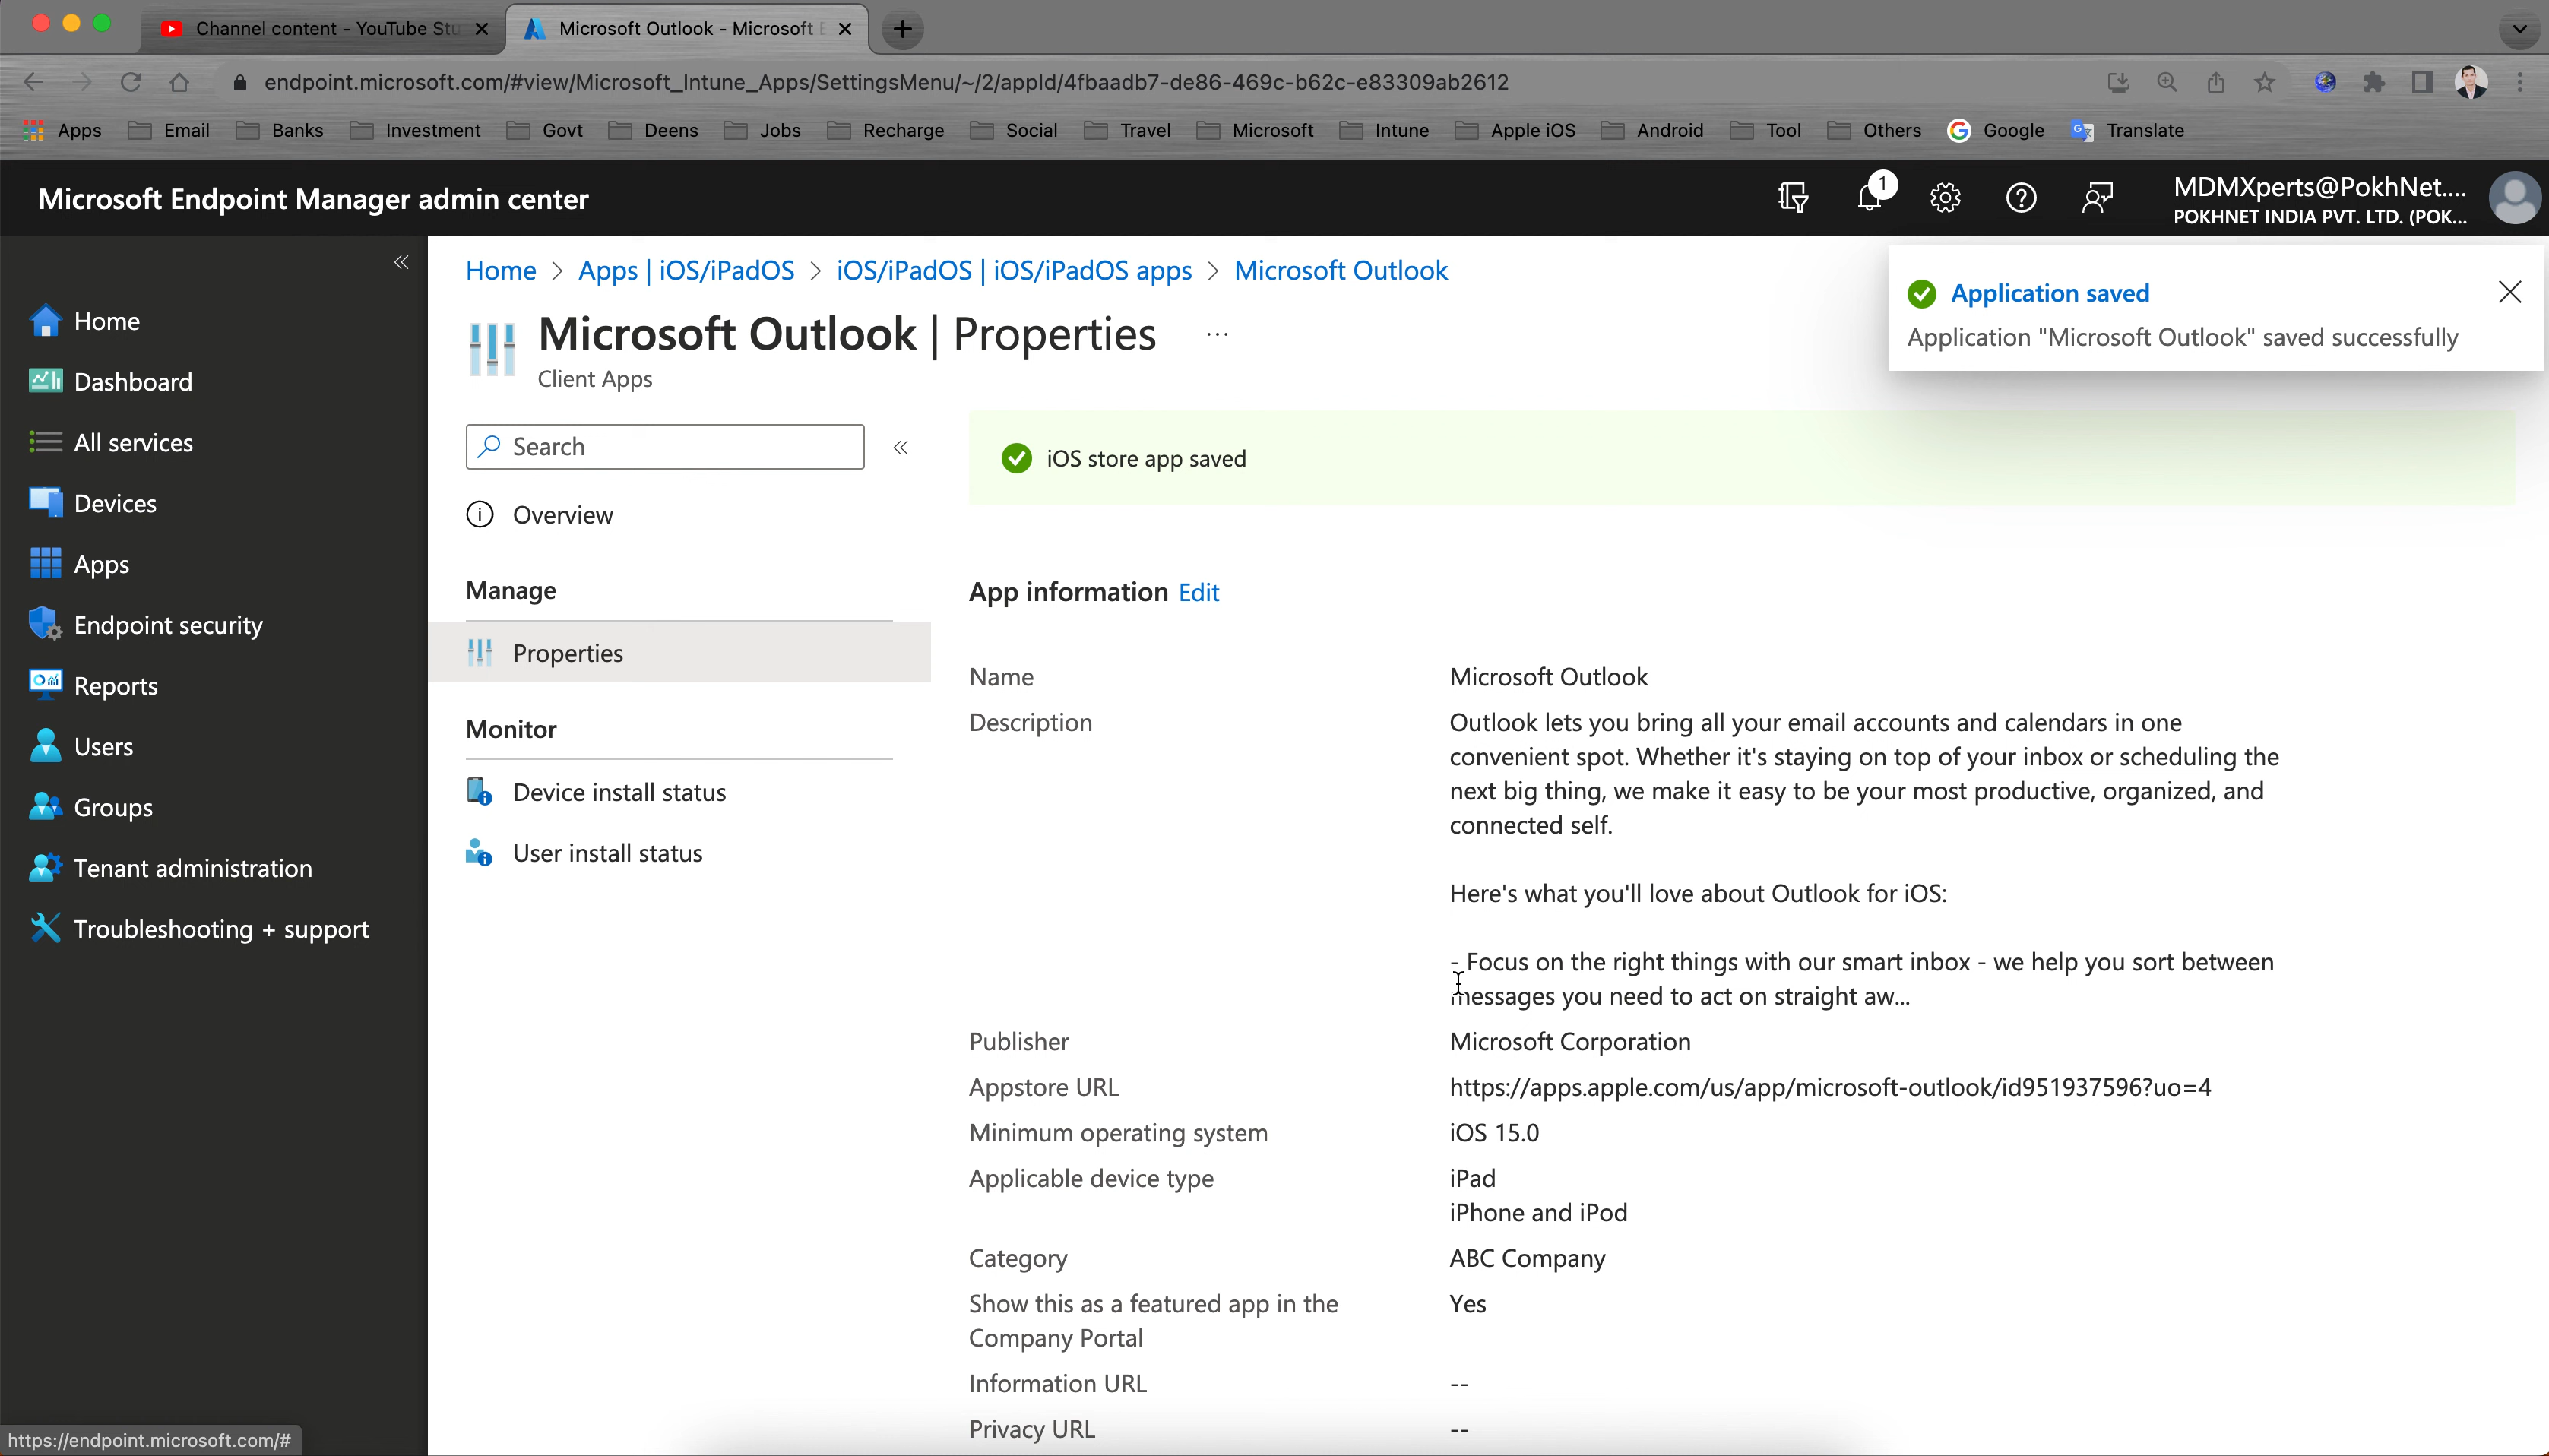 Channel content - YouTube Stu
Microsoft Outlook - Microsoft E
endpoint.microsoft.com/#view/Microsoft_Intune_Apps/SettingsMenu/~/2/appId/4fbaadb7-de86-469c-b62c-e83309ab2612
Apps Email Banks Investment Govt Deens Jobs Recharge Social Travel Microsoft Intune Apple iOS Android Tool Others Google Translate
Microsoft Endpoint Manager admin center
1
MDMXperts@PokhNet....
POKHNET INDIA PVT. LTD. (POK...
Home
Dashboard
All services
Devices
Apps
Endpoint security
Reports
Users
Groups
Tenant administration
Troubleshooting + support
Home > Apps | iOS/iPadOS > iOS/iPadOS | iOS/iPadOS apps > Microsoft Outlook
Microsoft Outlook | Properties ...
Client Apps
Application saved
Application "Microsoft Outlook" saved successfully
Search
Overview
Manage
Properties
Monitor
Device install status
User install status
iOS store app saved
App information Edit
Name Microsoft Outlook
Description Outlook lets you bring all your email accounts and calendars in one
convenient spot. Whether it's staying on top of your inbox or scheduling the
next big thing, we make it easy to be your most productive, organized, and
connected self.
Here's what you'll love about Outlook for iOS:
- Focus on the right things with our smart inbox - we help you sort between
messages you need to act on straight aw...
Publisher Microsoft Corporation
Appstore URL https://apps.apple.com/us/app/microsoft-outlook/id951937596?uo=4
Minimum operating system iOS 15.0
Applicable device type iPad
iPhone and iPod
Category ABC Company
Show this as a featured app in the Yes
Company Portal
Information URL --
Privacy URL --
https://endpoint.microsoft.com/#